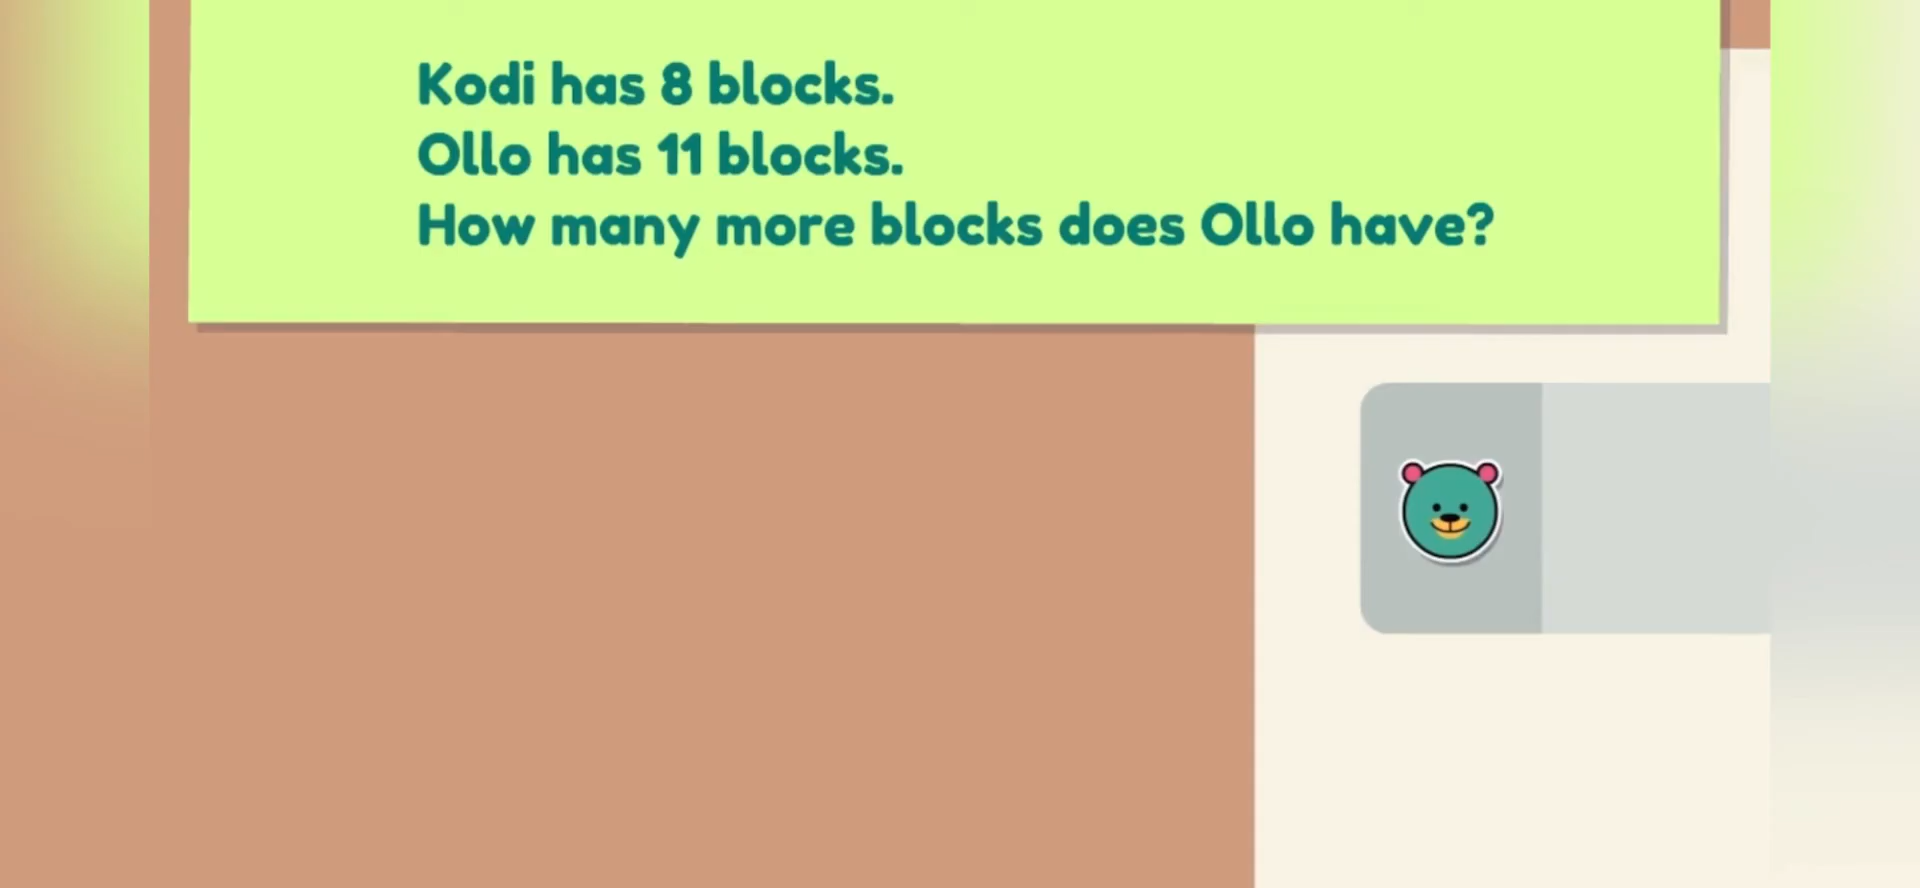 Kodi has 8 blocks.
Ollo has 11 blocks.
How many more blocks does Ollo have?